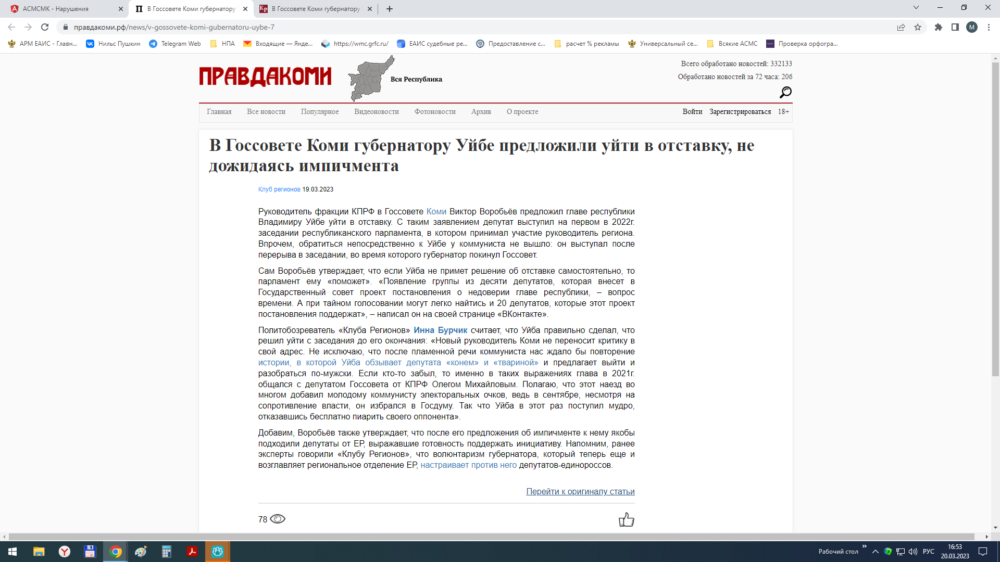 АСМСМК - Нарушения
В Госсовете Коми губернатору
В Госсовете Коми губернатору
правдакоми.рф/news/v-gossovete-komi-gubernatoru-uybe-7
М
АРМ ЕАИС - Главн...
Нильс Пушкин
Telegram Web
НПА
Входящие — Янде...
https://wmc.grfc.ru/
ЕАИС судебные ре...
Предоставление с...
расчет % рекламы
Универсальный се...
Всякие АСМС
Проверка орфогра...
ПРАВДАКОМИ
Вся Республика
Всего обработано новостей: 332133
Обработано новостей за 72 часа: 206
Главная
Все новости
Популярное
Видеоновости
Фотоновости
Архив
О проекте
Войти
Зарегистрироваться
18+
В Госсовете Коми губернатору Уйбе предложили уйти в отставку, не
дожидаясь импичмента
Клуб регионов 19.03.2023
Руководитель фракции КПРФ в Госсовете Коми Виктор Воробьёв предложил главе республики
Владимиру Уйбе уйти в отставку. С таким заявлением депутат выступил на первом в 2022г.
заседании республиканского парламента, в котором принимал участие руководитель региона.
Впрочем, обратиться непосредственно к Уйбе у коммуниста не вышло: он выступал после
перерыва в заседании, во время которого губернатор покинул Госсовет.
Сам Воробьёв утверждает, что если Уйба не примет решение об отставке самостоятельно, то
парламент ему «поможет». «Появление группы из десяти депутатов, которая внесет в
Государственный совет проект постановления о недоверии главе республики, – вопрос
времени. А при тайном голосовании могут легко найтись и 20 депутатов, которые этот проект
постановления поддержат», – написал он на своей странице «ВКонтакте».
Политобозреватель «Клуба Регионов» Инна Бурчик считает, что Уйба правильно сделал, что
решил уйти с заседания до его окончания: «Новый руководитель Коми не переносит критику в
свой адрес. Не исключаю, что после пламенной речи коммуниста нас ждало бы повторение
истории, в которой Уйба обзывает депутата «конем» и «твариной» и предлагает выйти и
разобраться по-мужски. Если кто-то забыл, то именно в таких выражениях глава в 2021г.
общался с депутатом Госсовета от КПРФ Олегом Михайловым. Полагаю, что этот наезд во
многом добавил молодому коммунисту электоральных очков, ведь в сентябре, несмотря на
сопротивление власти, он избрался в Госдуму. Так что Уйба в этот раз поступил мудро,
отказавшись бесплатно пиарить своего оппонента».
Добавим, Воробьёв также утверждает, что после его предложения об импичменте к нему якобы
подходили депутаты от ЕР, выражавшие готовность поддержать инициативу. Напомним, ранее
эксперты говорили «Клубу Регионов», что волюнтаризм губернатора, который теперь еще и
возглавляет региональное отделение ЕР, настраивает против него депутатов-единороссов.
Перейти к оригиналу статьи
78
Рабочий стол
РУС
16:53
20.03.2023